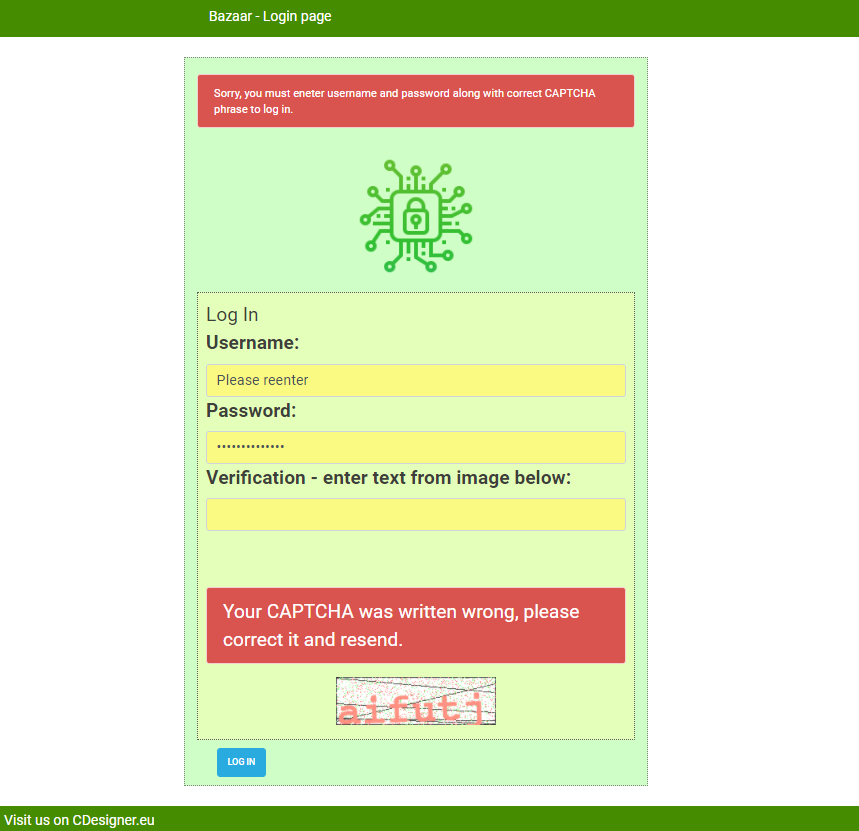 Bazaar - Login page
Sorry, you must eneter username and password along with correct CAPTCHA
phrase to log in.
Log In
Username:
Please reenter
Password:
••••••••••••••
Verification - enter text from image below:
Your CAPTCHA was written wrong, please
correct it and resend.
aifutj
LOG IN
Visit us on CDesigner.eu